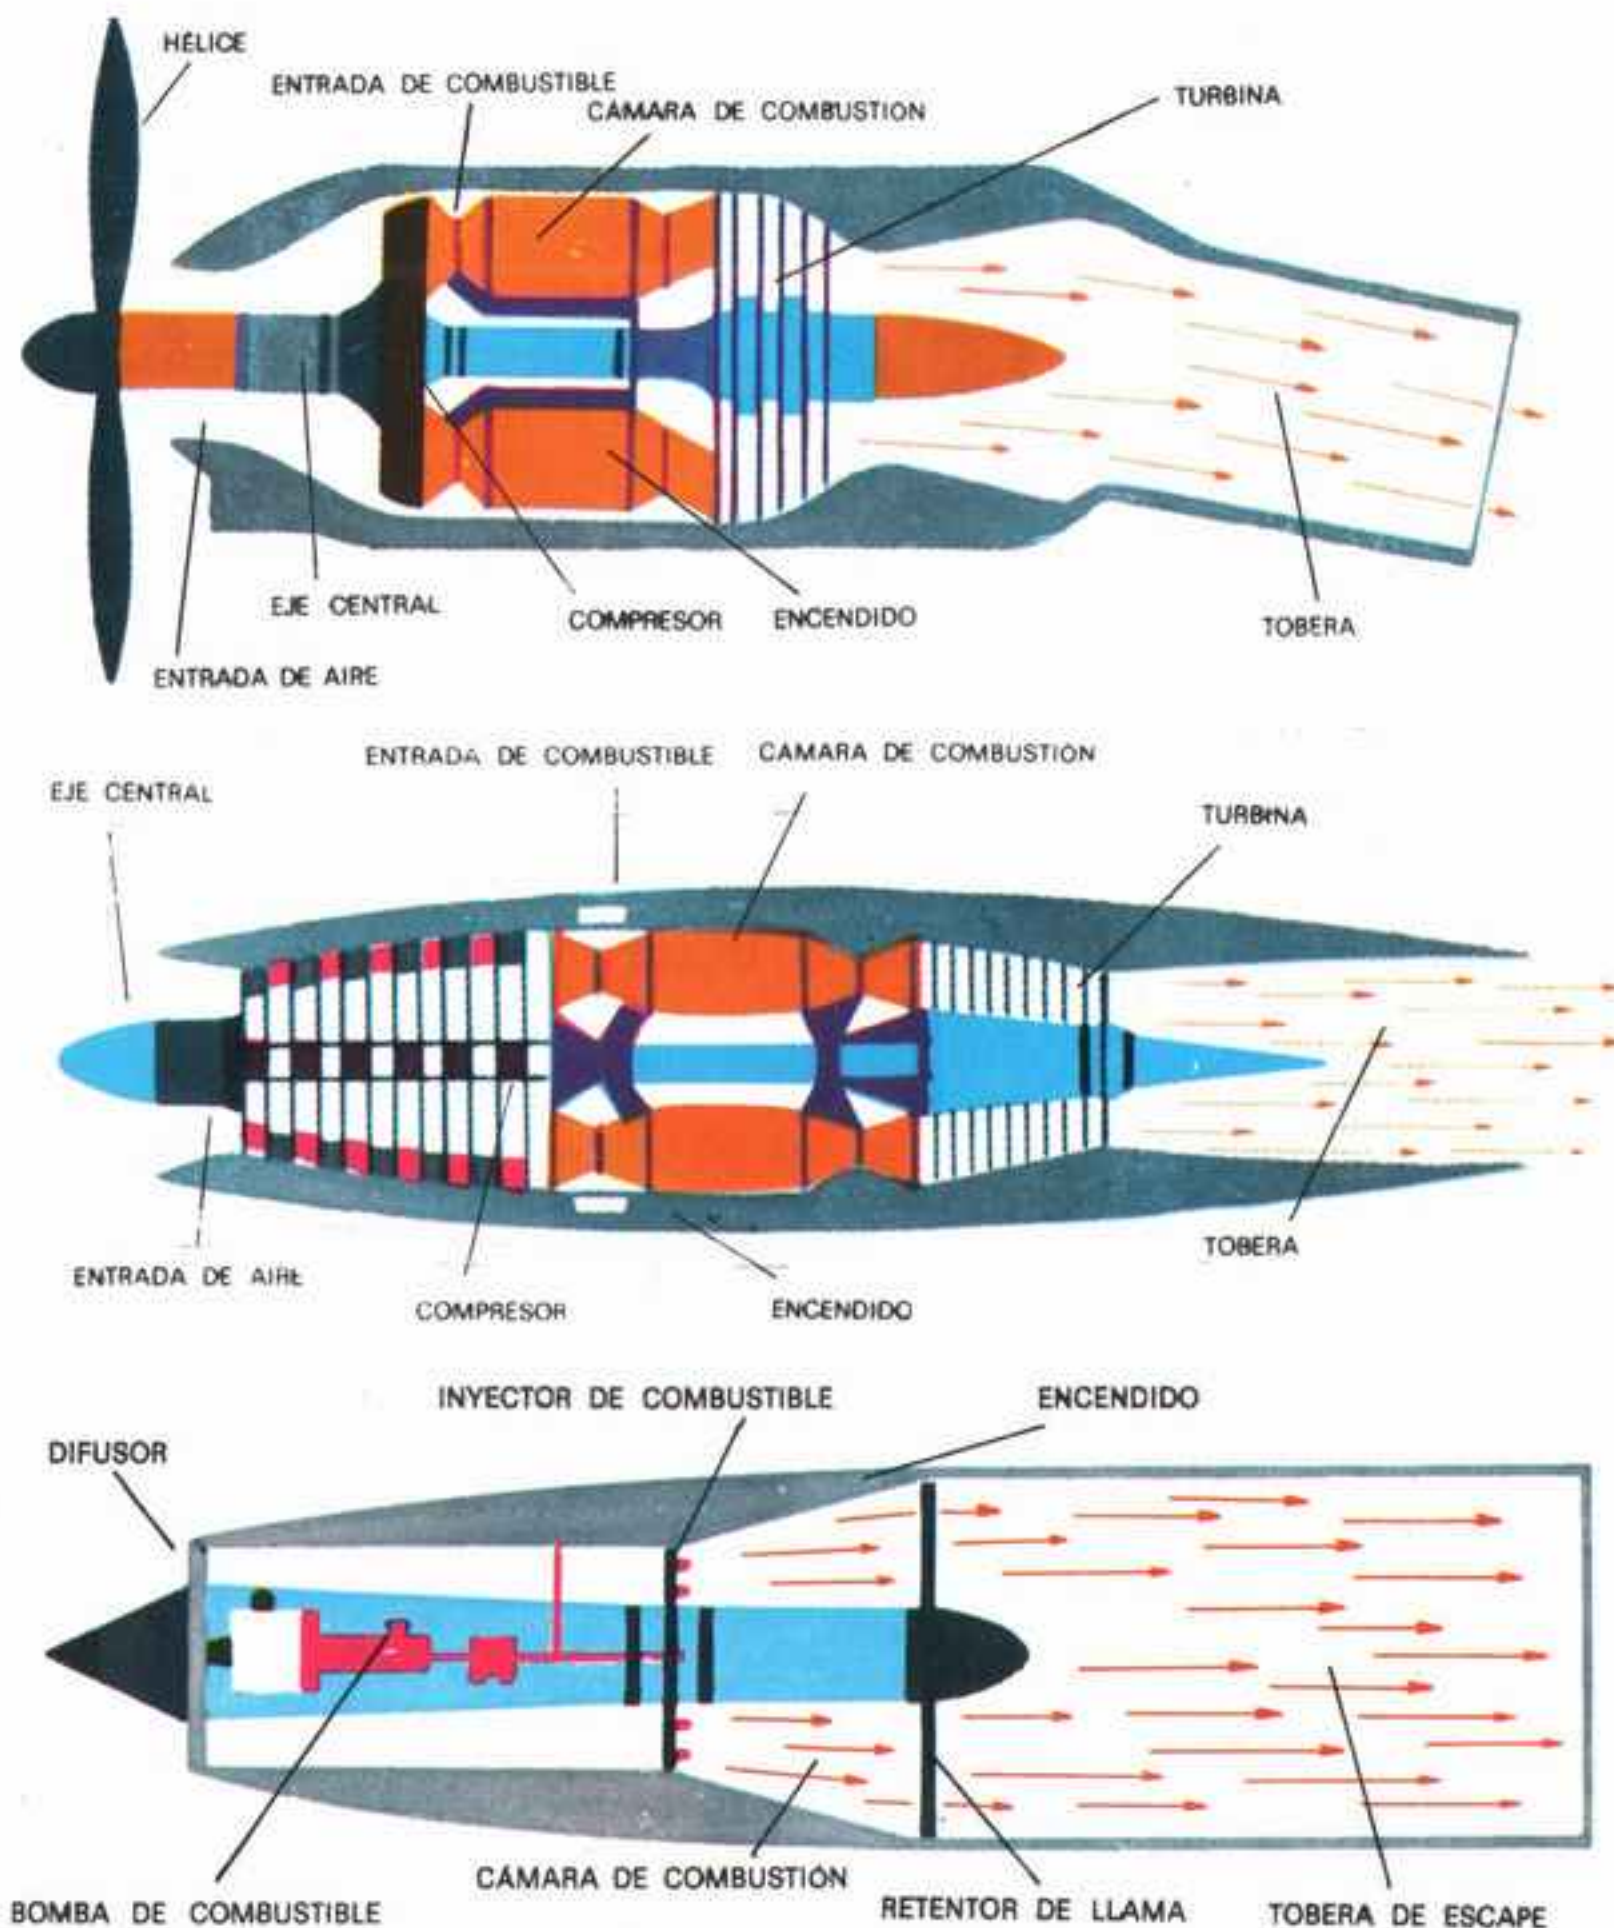 HÉLICE
ENTRADA DE COMBUSTIBLE
CÁMARA DE COMBUSTION
TURBINA
EJE CENTRAL
COMPRESOR
ENCENDIDO
TOBERA
ENTRADA DE AIRE
ENTRADA DE COMBUSTIBLE
CAMARA DE COMBUSTIÓN
EJE CENTRAL
TURBINA
TOBERA
ENTRADA DE AIRE
COMPRESOR
ENCENDIDO
INYECTOR DE COMBUSTIBLE
ENCENDIDO
DIFUSOR
CÁMARA DE COMBUSTIÓN
BOMBA DE COMBUSTIBLE
RETENTOR DE LLAMA
TOBERA DE ESCAPE